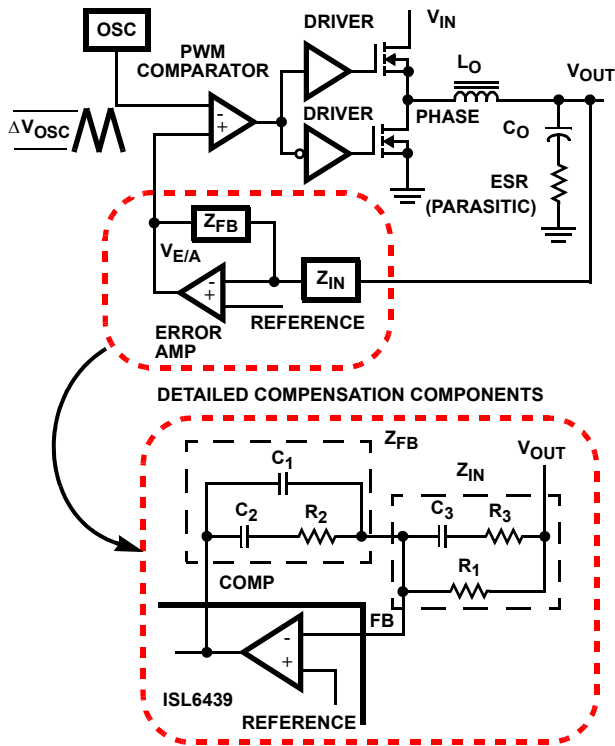 OSC
DRIVER
V_IN
PWM
COMPARATOR
L_O
V_OUT
ΔV_OSC
-
+
DRIVER
PHASE
C_O
ESR
(PARASITIC)
Z_FB
V_E/A
Z_IN
-
+
REFERENCE
ERROR
AMP
DETAILED COMPENSATION COMPONENTS
Z_FB
V_OUT
C_1
Z_IN
C_2
R_2
C_3
R_3
COMP
R_1
FB
-
+
ISL6439
REFERENCE